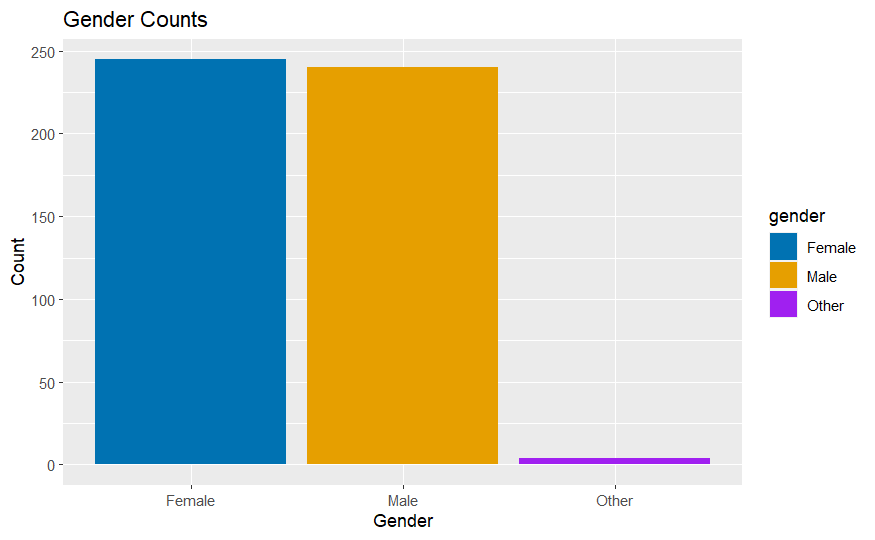 Gender Counts
250
200
150
100
50
0
Count
Female
Male
Other
Gender
gender
Female
Male
Other